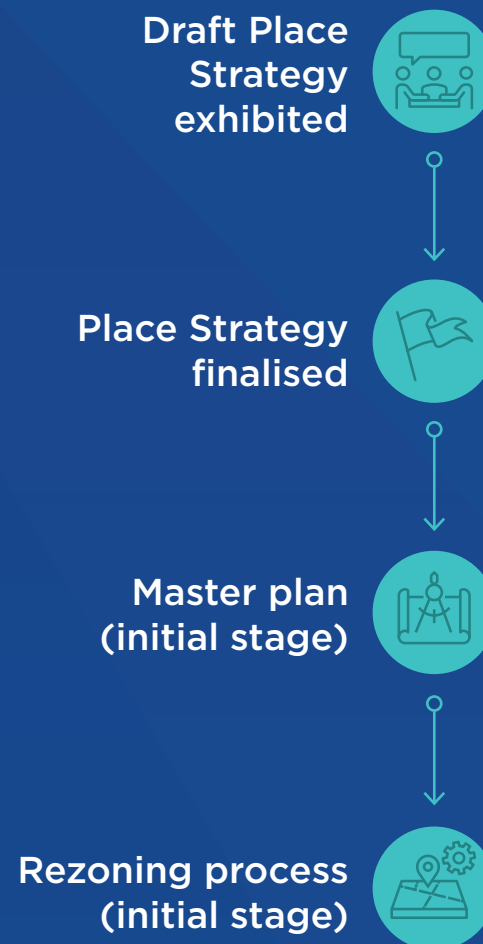 Draft Place
Strategy
exhibited
Place Strategy
finalised
Master plan
(initial stage)
Rezoning process
(initial stage)